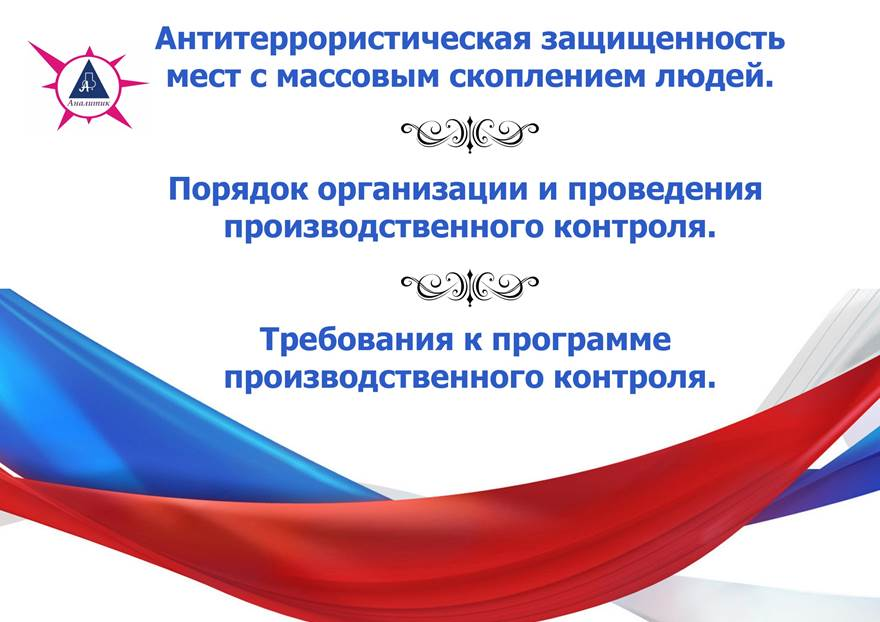 Антитеррористическая защищенность
мест с массовым скоплением людей.
Аналитик
Порядок организации и проведения
производственного контроля.
Требования к программе
производственного контроля.